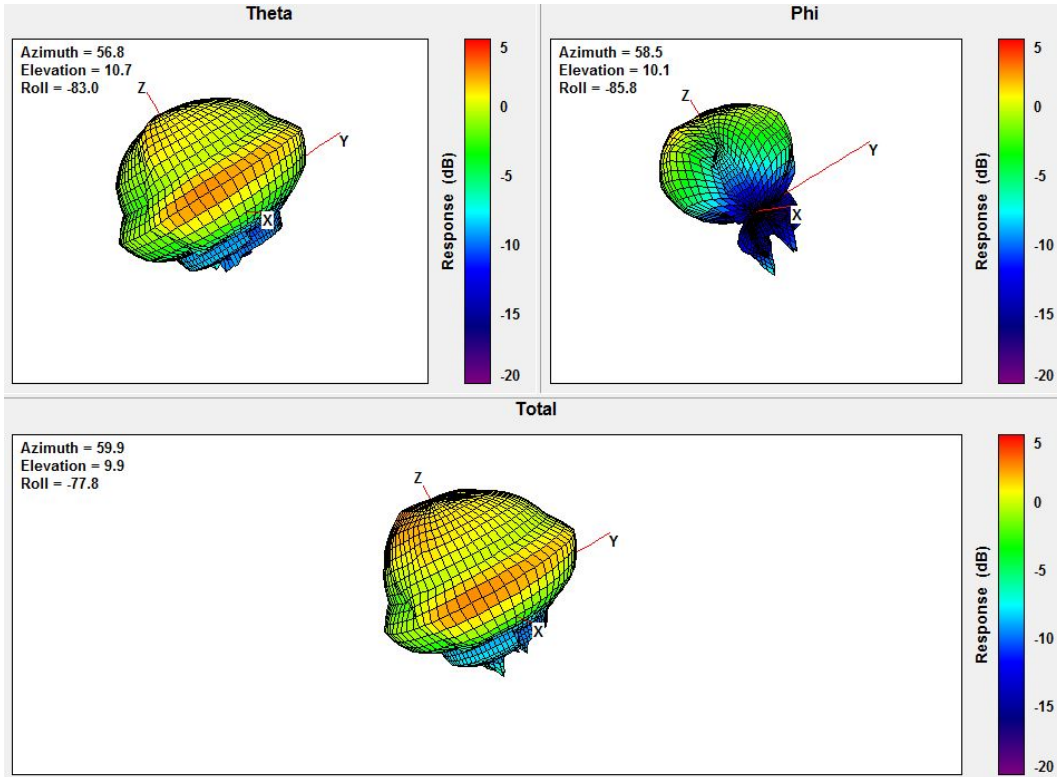 Theta
Azimuth = 56.8
Elevation = 10.7
Roll = -83.0
Z
Y
X
5
0
-5
-10
-15
-20
Response (dB)
Phi
Azimuth = 58.5
Elevation = 10.1
Roll = -85.8
Z
Y
X
5
0
-5
-10
-15
-20
Response (dB)
Total
Azimuth = 59.9
Elevation = 9.9
Roll = -77.8
Z
Y
X
5
0
-5
-10
-15
-20
Response (dB)